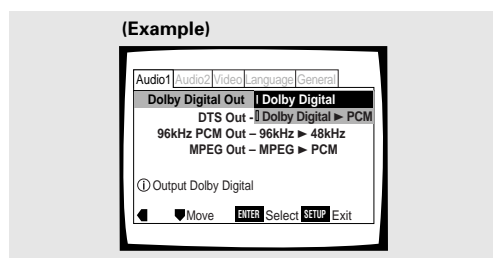 (Example)
Audio1 Audio2 Video Language General
Dolby Digital Out Dolby Digital
DTS Out - Dolby Digital ► PCM
96kHz PCM Out – 96kHz ► 48kHz
MPEG Out – MPEG ► PCM
ⓘ Output Dolby Digital
Move ENTER Select SETUP Exit